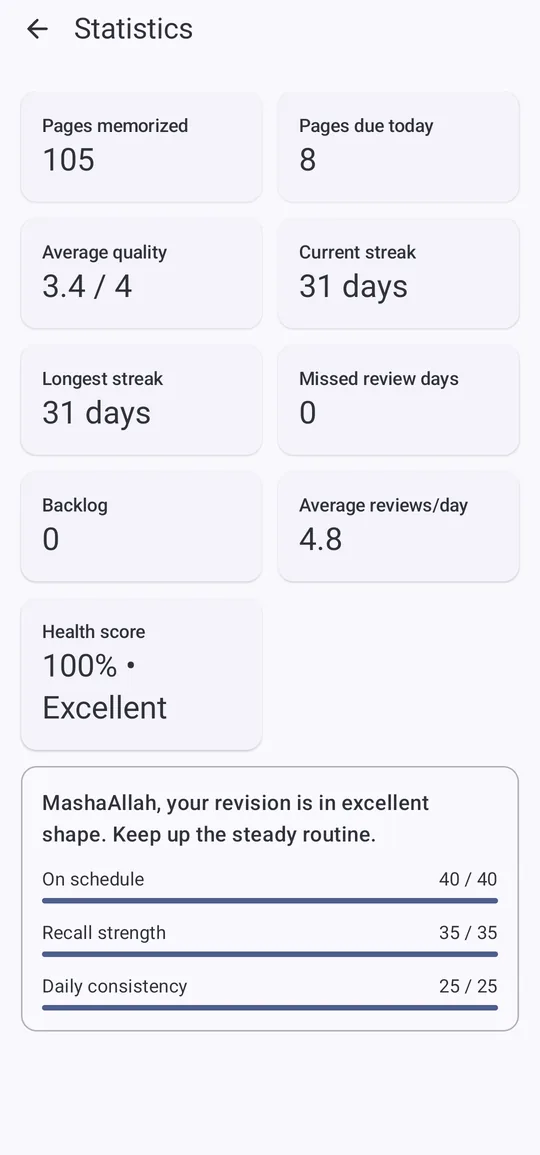 Statistics
Pages memorized
105
Pages due today
8
Average quality
3.4 / 4
Current streak
31 days
Longest streak
31 days
Missed review days
0
Backlog
0
Average reviews/day
4.8
Health score
100% •
Excellent
MashaAllah, your revision is in excellent
shape. Keep up the steady routine.
On schedule 40 / 40
Recall strength 35 / 35
Daily consistency 25 / 25